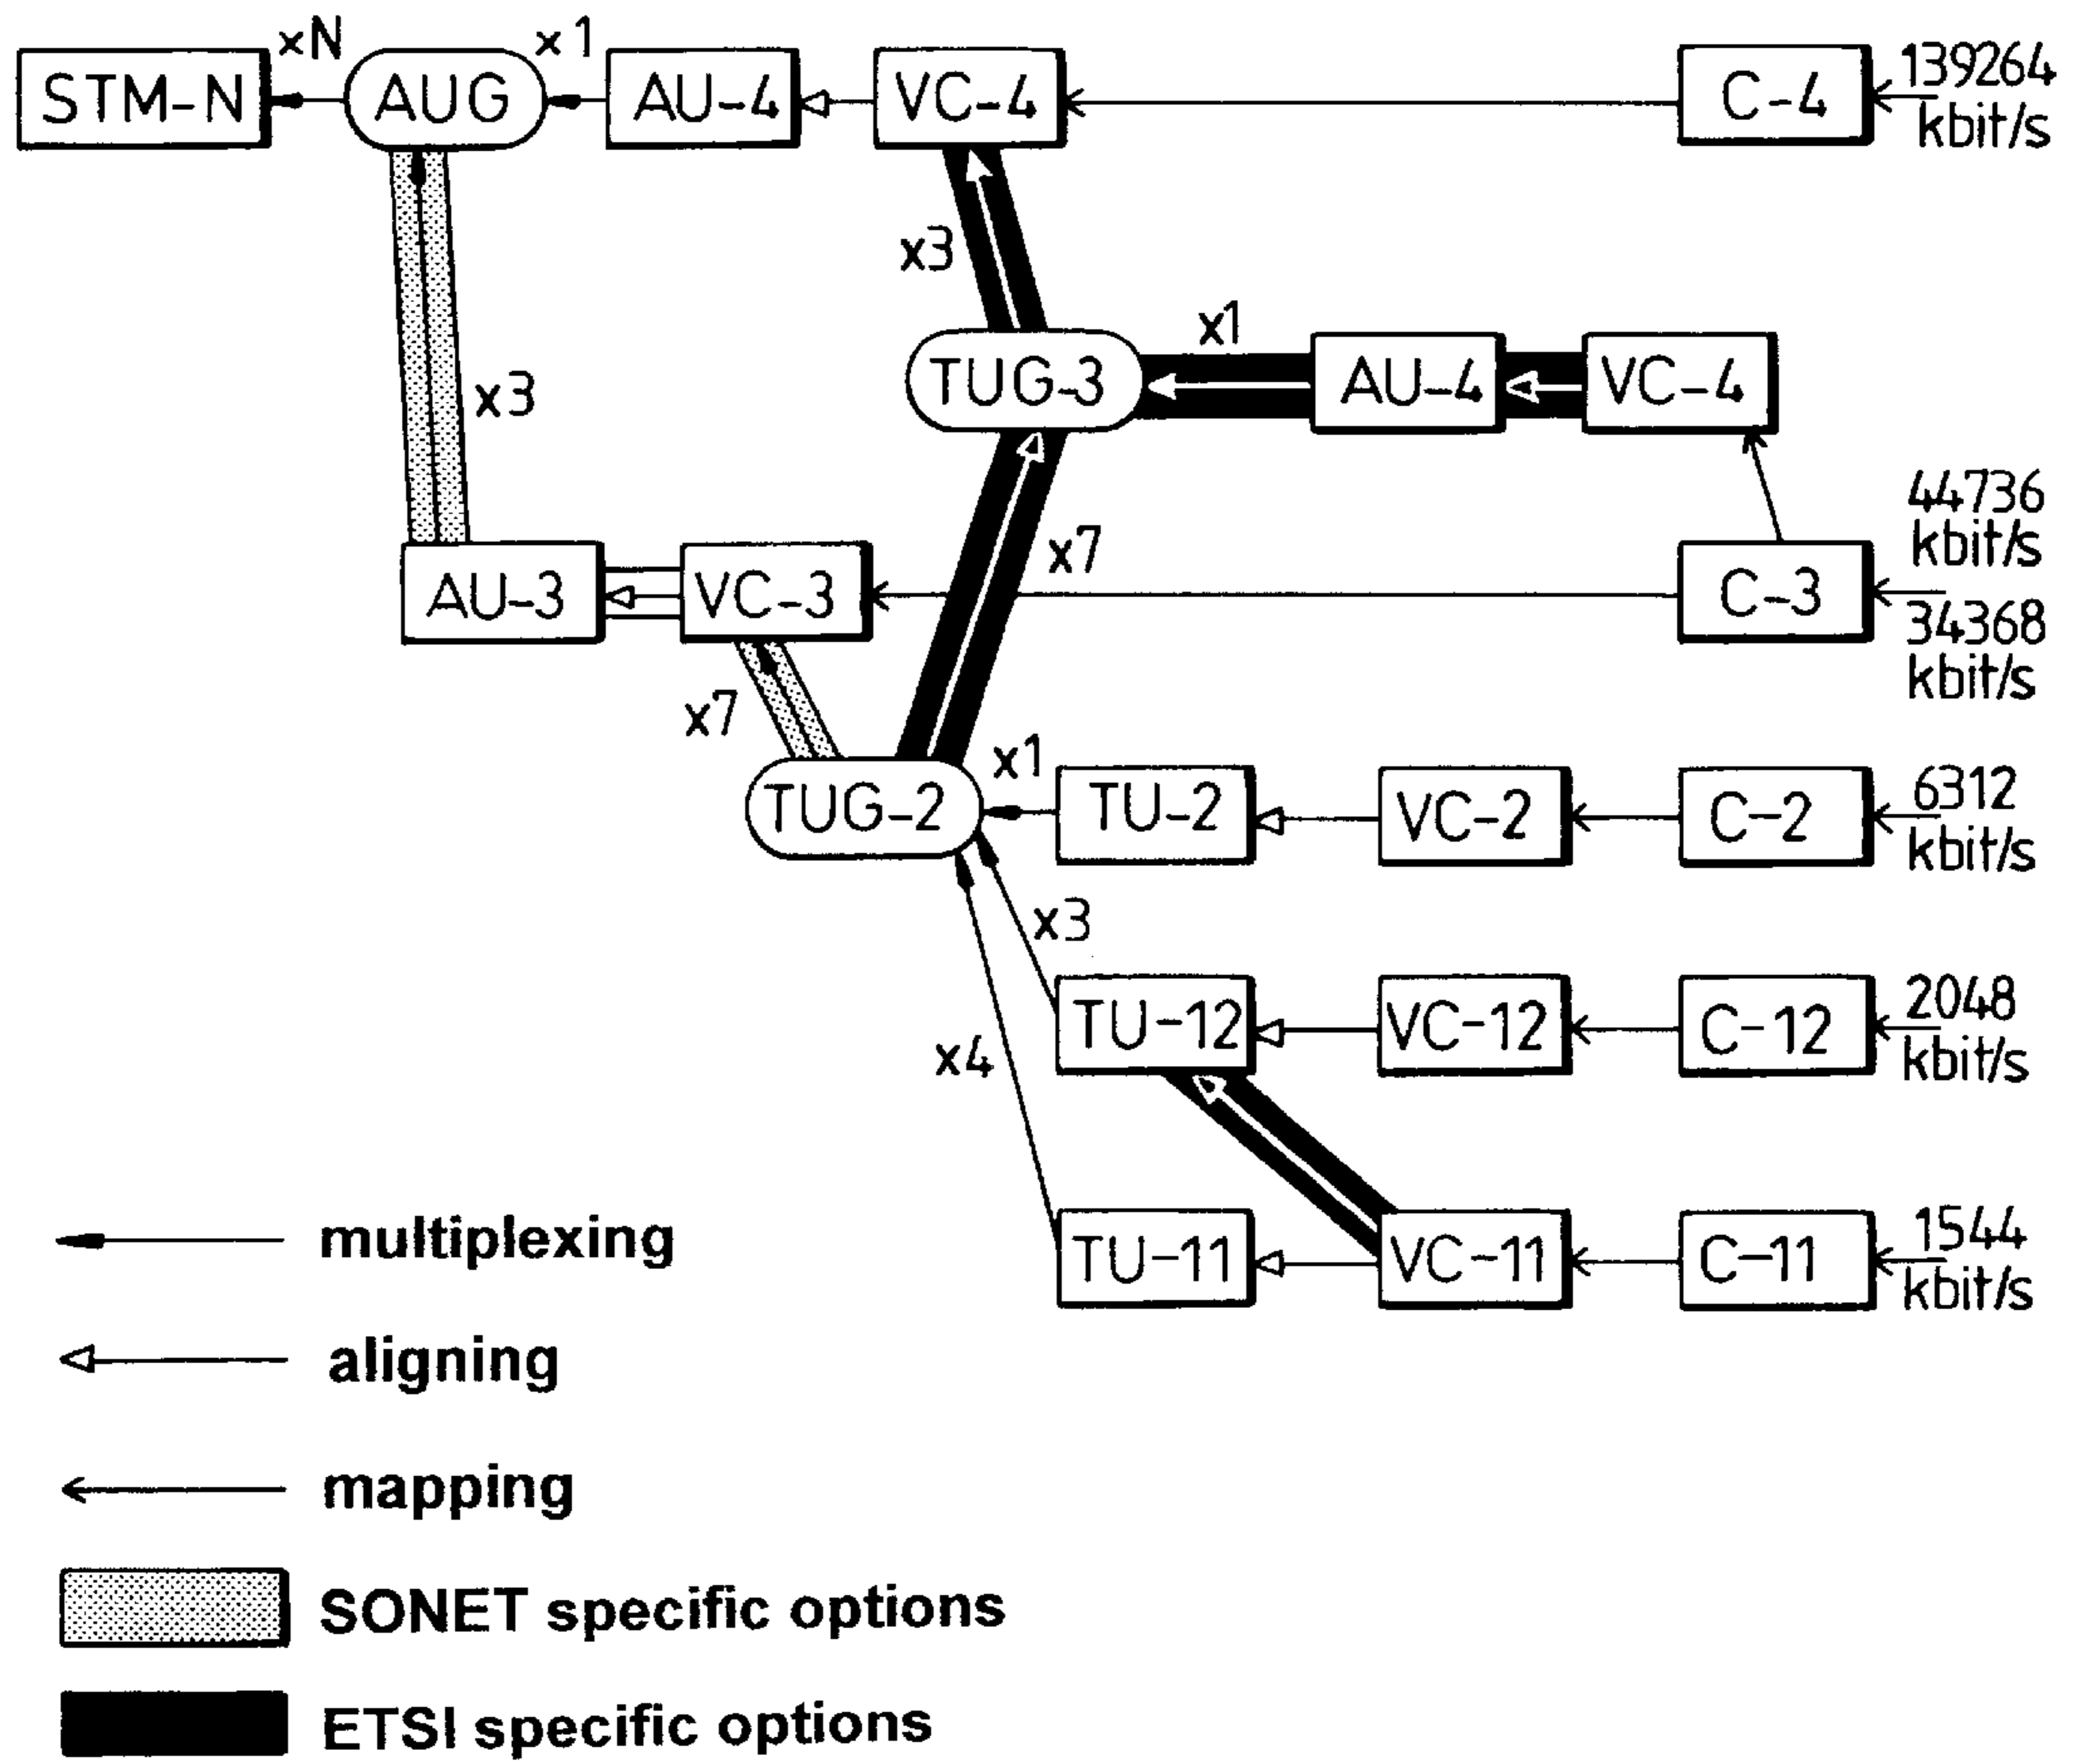 xN
x1
STM-N
AUG
AU-4
VC-4
C-4
139264
kbit/s
x3
x1
TUG-3
AU-4
VC-4
x3
44736
kbit/s
x7
AU-3
VC-3
C-3
34368
kbit/s
x7
x1
TUG-2
TU-2
VC-2
C-2
6312
kbit/s
x3
TU-12
VC-12
C-12
2048
kbit/s
x4
TU-11
VC-11
C-11
1544
kbit/s
multiplexing
aligning
mapping
SONET specific options
ETSI specific options